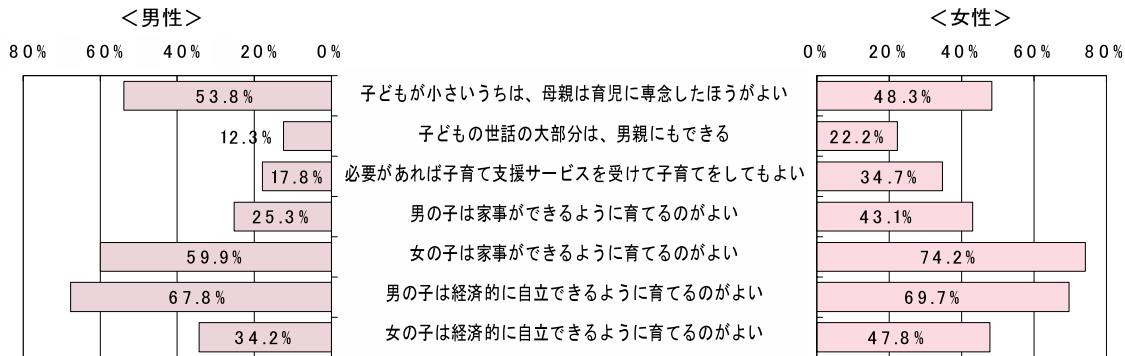 ＜男性＞ ＜女性＞
80% 60% 40% 20% 0% 0% 20% 40% 60% 80%
53.8% 子どもが小さいうちは、母親は育児に専念したほうがよい 48.3%
12.3% 子どもの世話の大部分は、男親にもできる 22.2%
17.8% 必要があれば子育て支援サービスを受けて子育てをしてもよい 34.7%
25.3% 男の子は家事ができるように育てるのがよい 43.1%
59.9% 女の子は家事ができるように育てるのがよい 74.2%
67.8% 男の子は経済的に自立できるように育てるのがよい 69.7%
34.2% 女の子は経済的に自立できるように育てるのがよい 47.8%